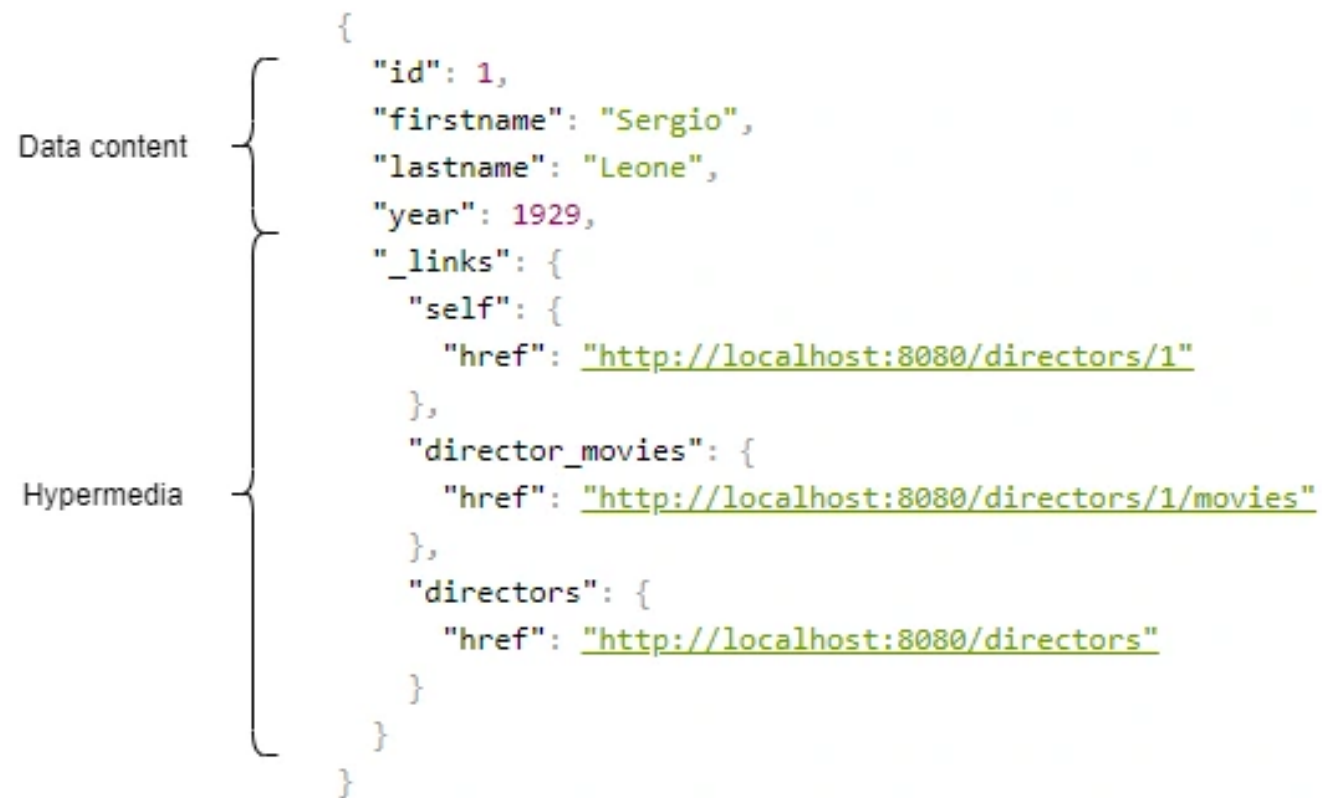 {
"id": 1,
"firstname": "Sergio",
Data content
"lastname": "Leone",
"year": 1929,
"_links": {
"self": {
"href": "http://localhost:8080/directors/1"
},
"director_movies": {
Hypermedia
"href": "http://localhost:8080/directors/1/movies"
},
"directors": {
"href": "http://localhost:8080/directors"
}
}
}